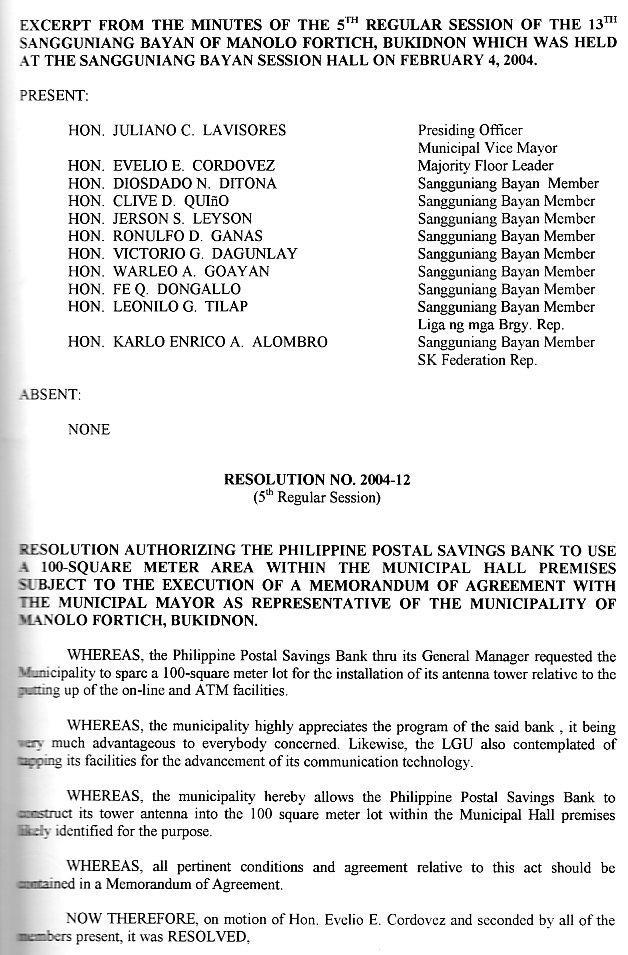 EXCERPT FROM THE MINUTES OF THE 5TH REGULAR SESSION OF THE 13TH
SANGGUNIANG BAYAN OF MANOLO FORTICH, BUKIDNON WHICH WAS HELD
AT THE SANGGUNIANG BAYAN SESSION HALL ON FEBRUARY 4, 2004.
PRESENT:
HON. JULIANO C. LAVISORES Presiding Officer
Municipal Vice Mayor
HON. EVELIO E. CORDOVEZ Majority Floor Leader
HON. DIOSDADO N. DITONA Sangguniang Bayan Member
HON. CLIVE D. QUIñO Sangguniang Bayan Member
HON. JERSON S. LEYSON Sangguniang Bayan Member
HON. RONULFO D. GANAS Sangguniang Bayan Member
HON. VICTORIO G. DAGUNLAY Sangguniang Bayan Member
HON. WARLEO A. GOAYAN Sangguniang Bayan Member
HON. FE Q. DONGALLO Sangguniang Bayan Member
HON. LEONILO G. TILAP Sangguniang Bayan Member
Liga ng mga Brgy. Rep.
HON. KARLO ENRICO A. ALOMBRO Sangguniang Bayan Member
SK Federation Rep.
ABSENT:
NONE
RESOLUTION NO. 2004-12
(5th Regular Session)
RESOLUTION AUTHORIZING THE PHILIPPINE POSTAL SAVINGS BANK TO USE
A 100-SQUARE METER AREA WITHIN THE MUNICIPAL HALL PREMISES
SUBJECT TO THE EXECUTION OF A MEMORANDUM OF AGREEMENT WITH
THE MUNICIPAL MAYOR AS REPRESENTATIVE OF THE MUNICIPALITY OF
MANOLO FORTICH, BUKIDNON.
WHEREAS, the Philippine Postal Savings Bank thru its General Manager requested the
Municipality to spare a 100-square meter lot for the installation of its antenna tower relative to the
putting up of the on-line and ATM facilities.
WHEREAS, the municipality highly appreciates the program of the said bank , it being
very much advantageous to everybody concerned. Likewise, the LGU also contemplated of
tapping its facilities for the advancement of its communication technology.
WHEREAS, the municipality hereby allows the Philippine Postal Savings Bank to
construct its tower antenna into the 100 square meter lot within the Municipal Hall premises
likely identified for the purpose.
WHEREAS, all pertinent conditions and agreement relative to this act should be
contained in a Memorandum of Agreement.
NOW THEREFORE, on motion of Hon. Evelio E. Cordovez and seconded by all of the
members present, it was RESOLVED,